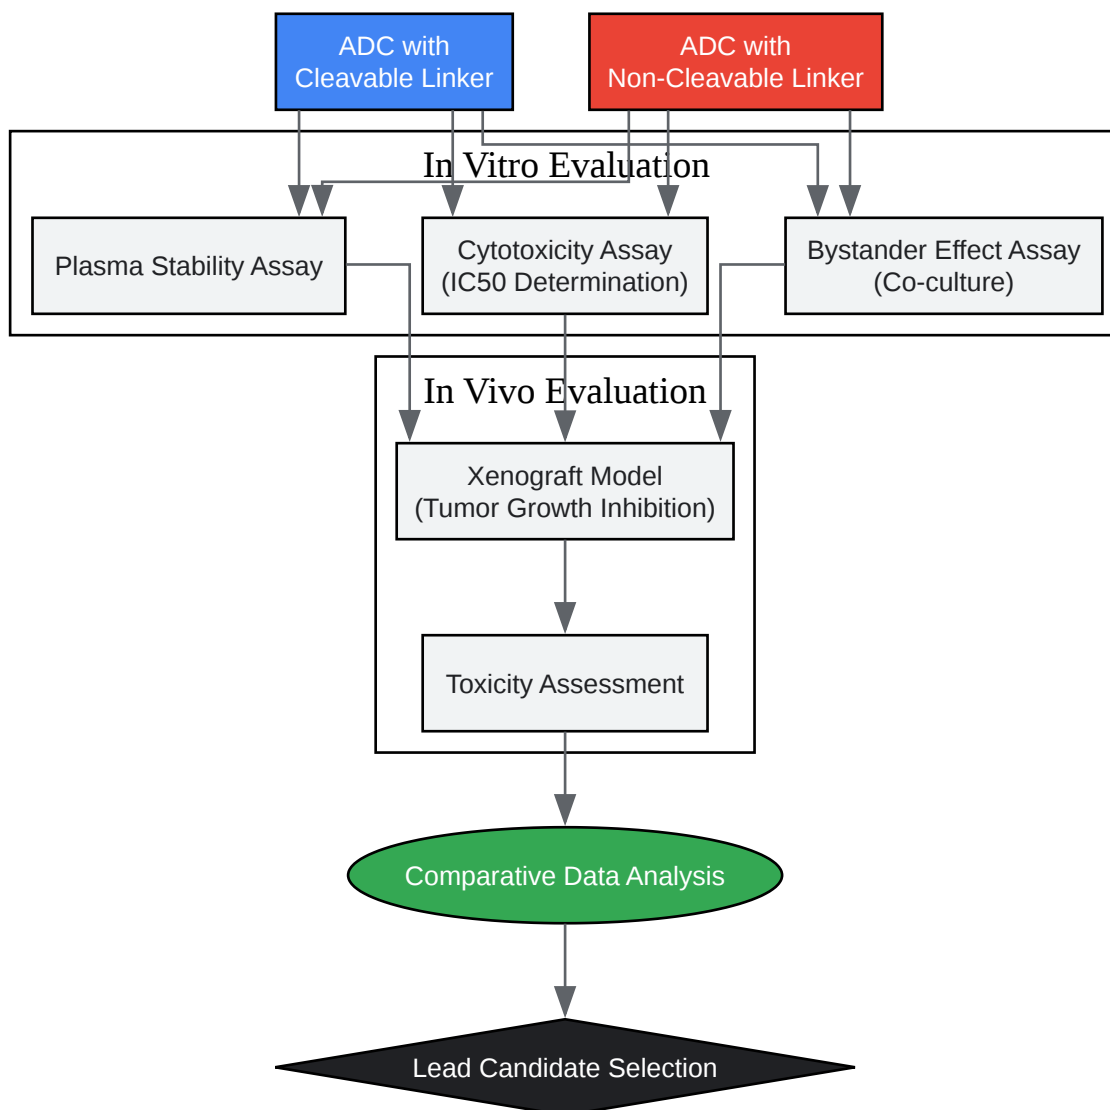 ADC with
Cleavable Linker
ADC with
Non-Cleavable Linker
In Vitro Evaluation
Plasma Stability Assay
Cytotoxicity Assay
(IC50 Determination)
Bystander Effect Assay
(Co-culture)
In Vivo Evaluation
Xenograft Model
(Tumor Growth Inhibition)
Toxicity Assessment
Comparative Data Analysis
Lead Candidate Selection